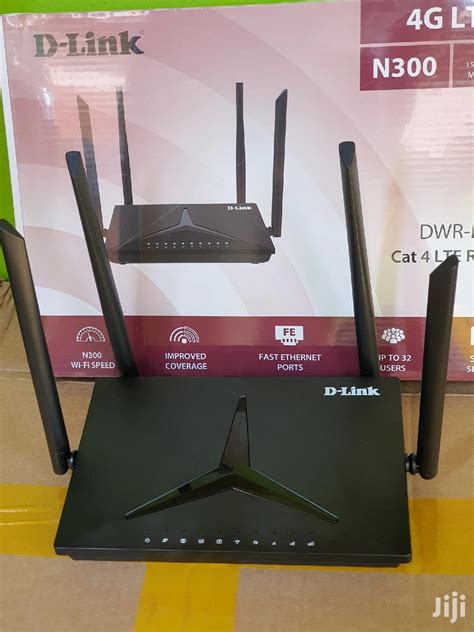 D-Link
4G LT
N300
D-Link
DWR-
Cat 4 LTE R
N300
Wi-Fi SPEED
IMPROVED
COVERAGE
FE
FAST ETHERNET
PORTS
UP TO 32
USERS
D-Link
Jiji